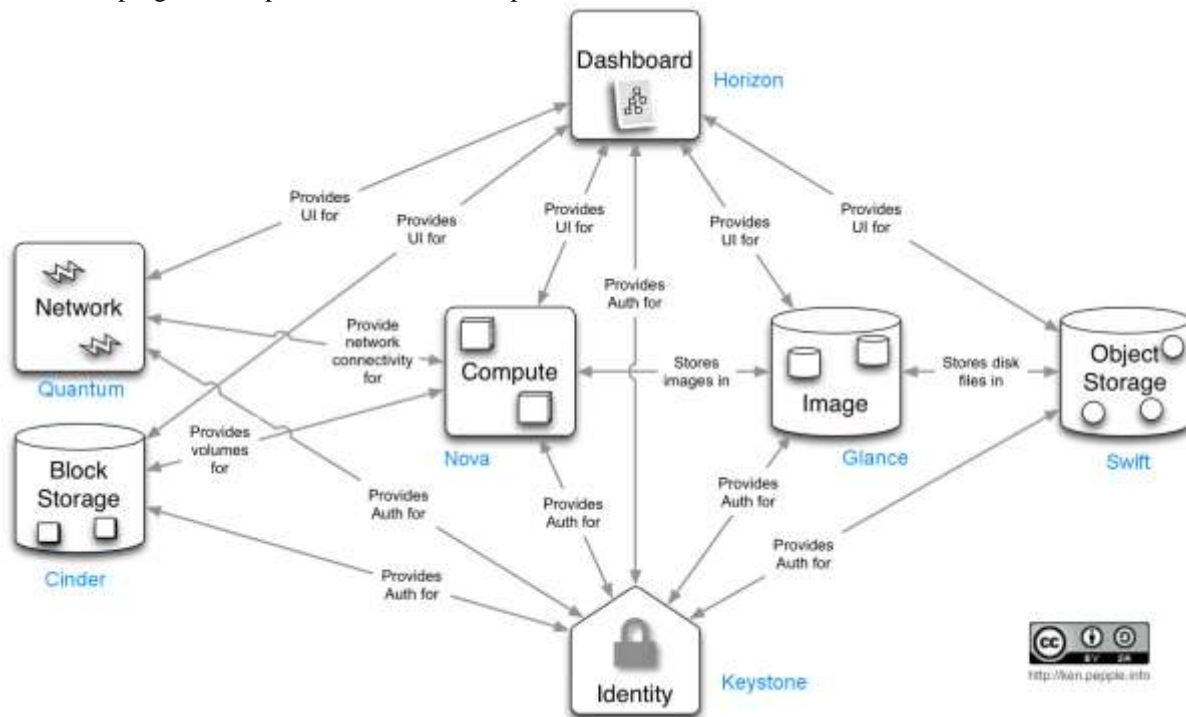 Dashboard
Horizon
Provides
UI for
Provides
UI for
Provides
UI for
Provides
UI for
Provides
UI for
Provides
Auth for
Network
Quantum
Provide
network
connectivity
for
Compute
Nova
Stores
images in
Image
Glance
Stores disk
files in
Object
Storage
Swift
Block
Storage
Cinder
Provides
volumes
for
Provides
Auth for
Provides
Auth for
Provides
Auth for
Provides
Auth for
Provides
Auth for
Identity
Keystone
cc
BY SA
http://ken.pepple.info